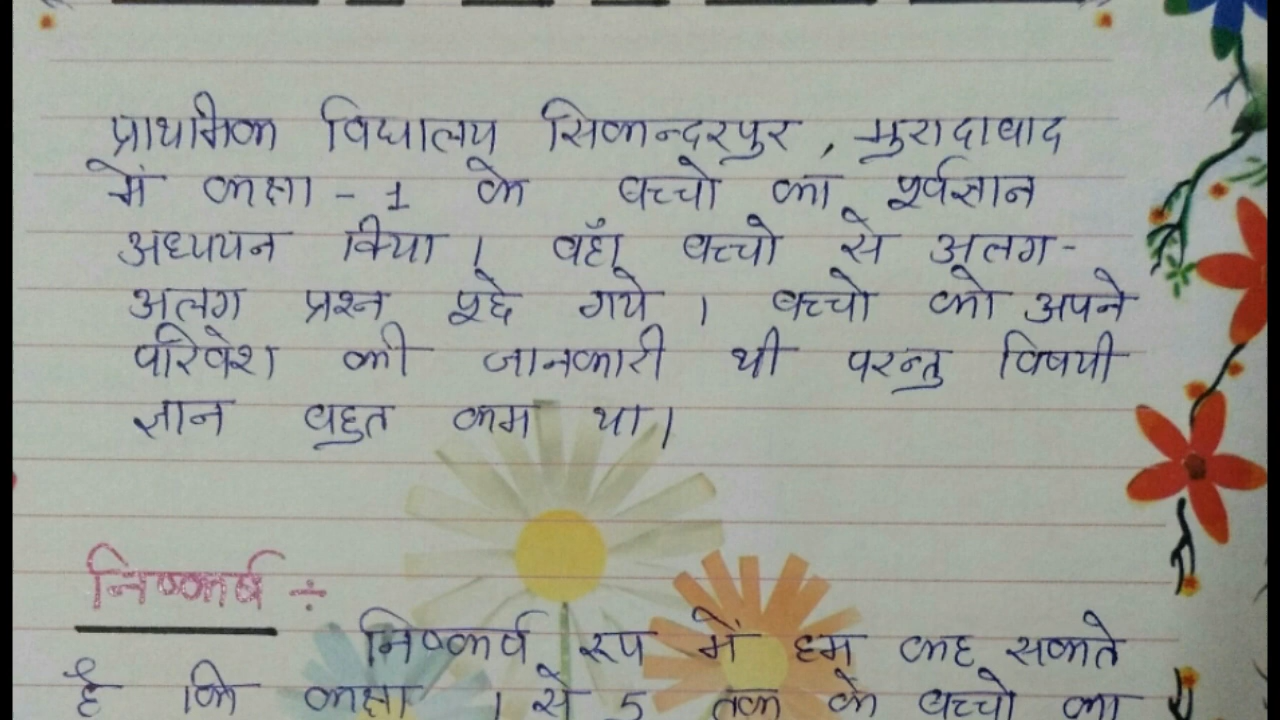 प्राथमिक विद्यालय सिकन्दरपुर, मुरादाबाद
में कक्षा - 1 के बच्चो का पूर्वज्ञान
अध्ययन किया। वहाँ बच्चो से अलग-
अलग प्रश्न पूछे गये। बच्चो को अपने
परिवेश की जानकारी थी परन्तु विषयी
ज्ञान बहुत कम था।
निष्कर्ष ÷
निष्कर्ष रूप में हम कह सकते
है कि कक्षा 1 से 5 तक के बच्चो का